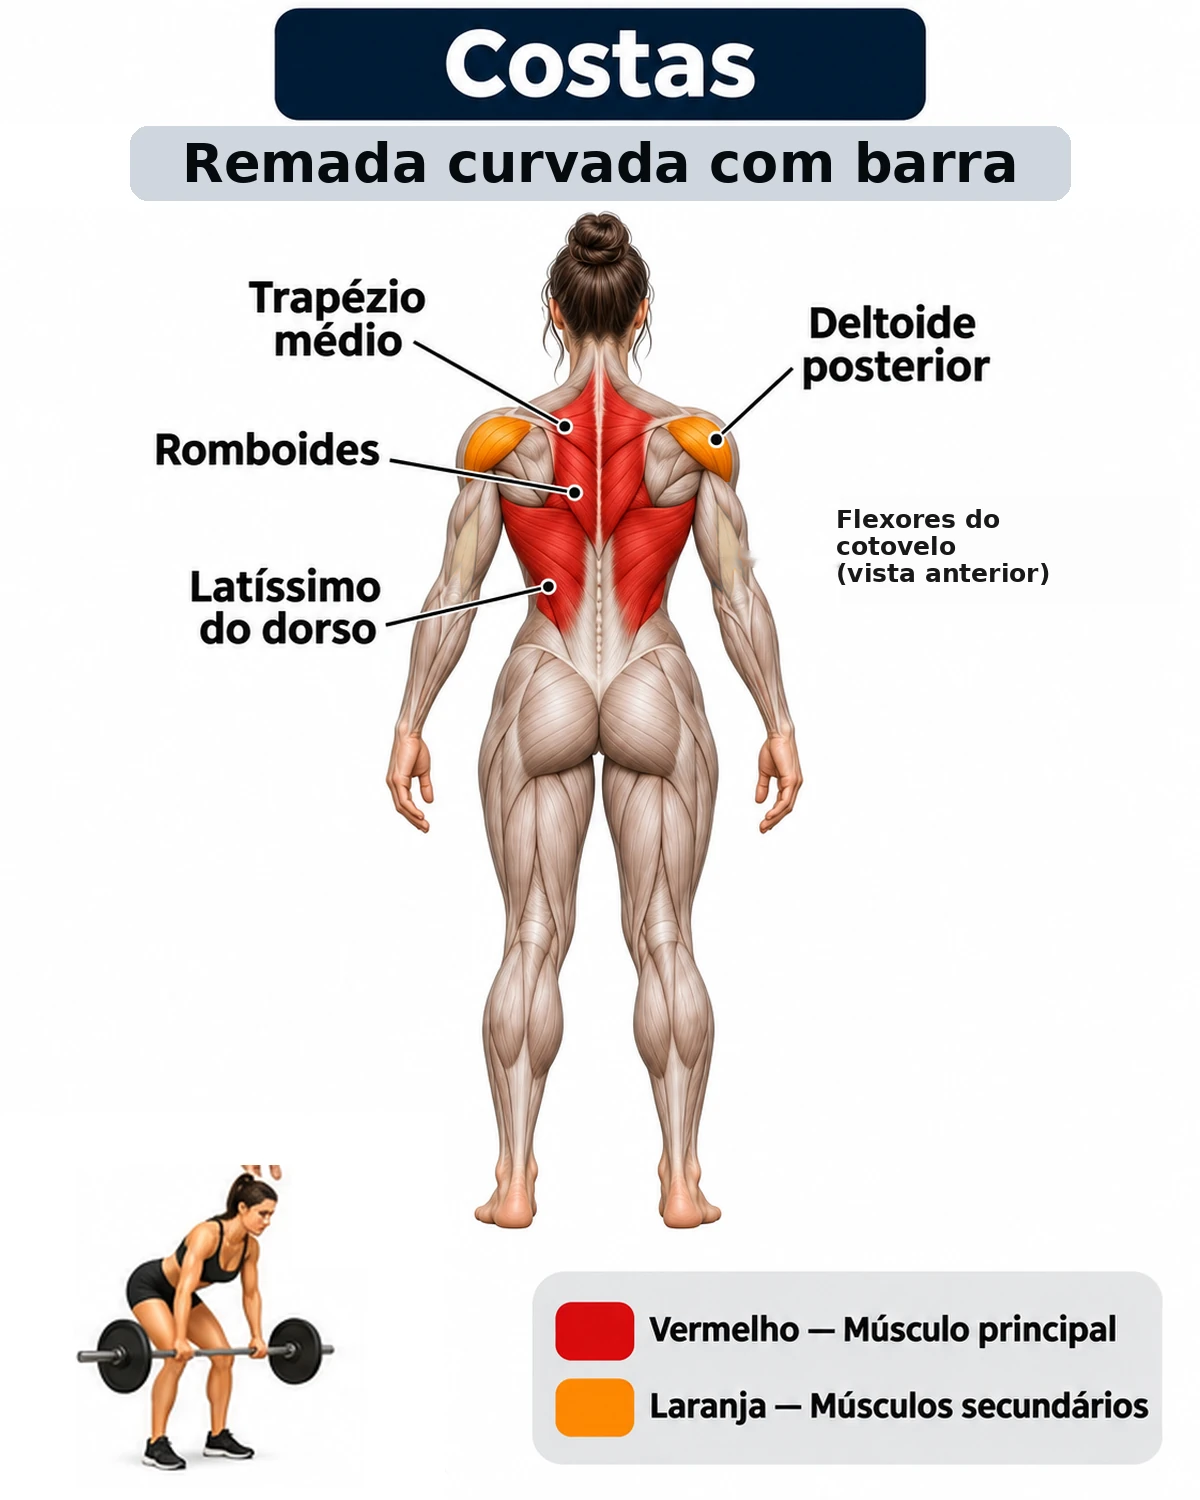 Costas
Remada curvada com barra
Trapézio
médio
Deltoide
posterior
Romboides
Flexores do
cotovelo
(vista anterior)
Latíssimo
do dorso
Vermelho — Músculo principal
Laranja — Músculos secundários